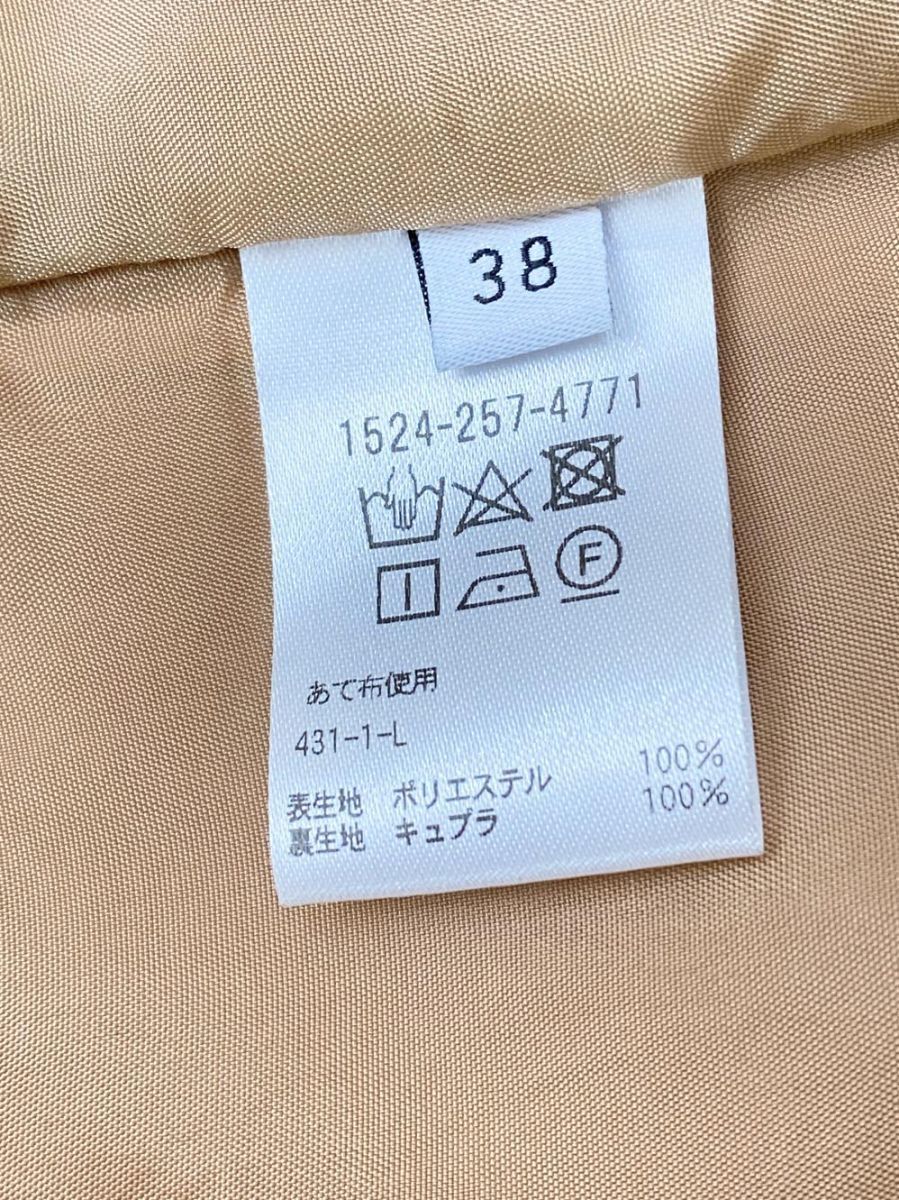 38
1524-257-4771
F
あて布使用
431-1-L
表生地 ポリエステル 100%
裏生地 キュプラ 100%